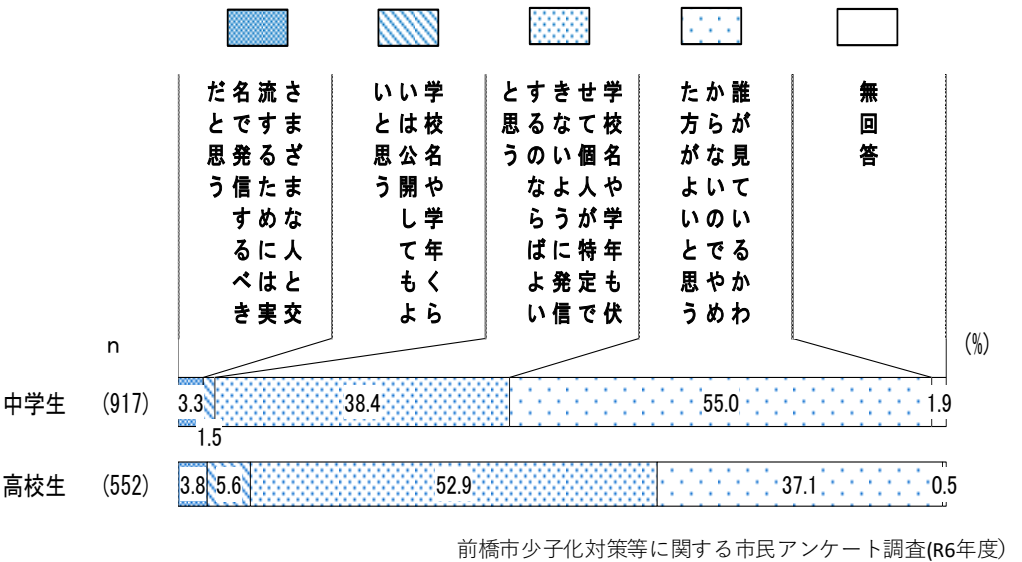 さまざまな人と交
流するためには実
名で発信するべき
だと思う
学校名や学年くら
いは公開してもよ
いと思う
学校名や学年も伏
せて個人が特定で
きないように発信
するのならばよい
と思う
誰が見ているかわ
からないのでやめ
た方がよいと思う
無回答
n
(%)
中学生 (917) 3.3 1.5 38.4 55.0 1.9
高校生 (552) 3.8 5.6 52.9 37.1 0.5
前橋市少子化対策等に関する市民アンケート調査(R6年度)